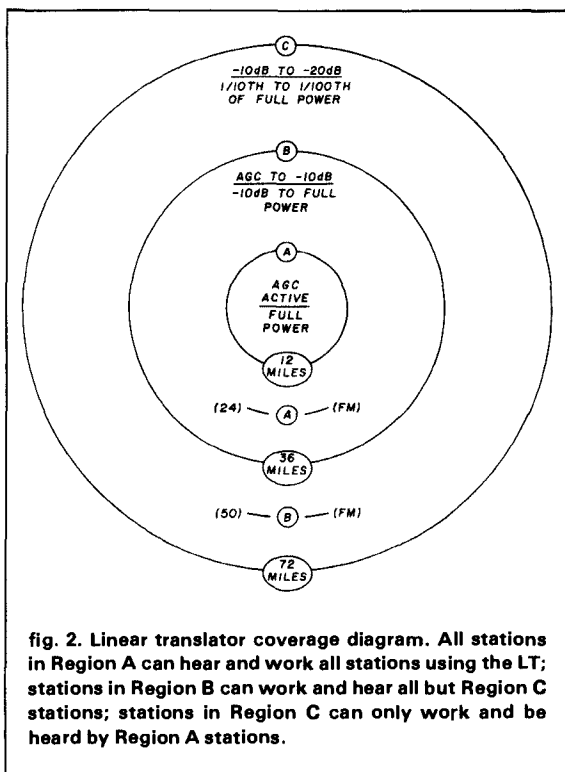 C
-10dB TO -20dB
1/10TH TO 1/100TH
OF FULL POWER
B
AGC TO -10dB
-10dB TO FULL
POWER
A
AGC
ACTIVE
FULL
POWER
12
MILES
(24) A (FM)
36
MILES
(50) B (FM)
72
MILES
fig. 2. Linear translator coverage diagram. All stations
in Region A can hear and work all stations using the LT;
stations in Region B can work and hear all but Region C
stations; stations in Region C can only work and be
heard by Region A stations.